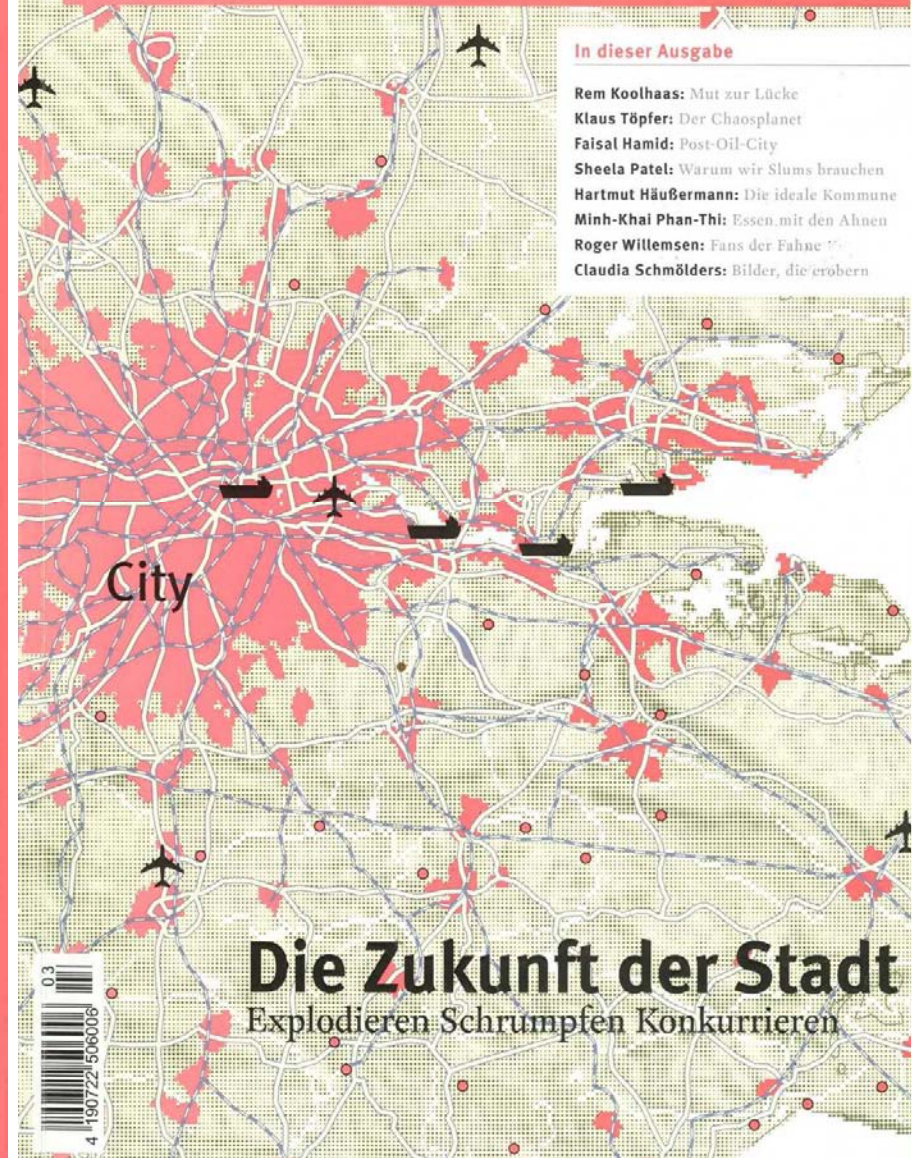 In dieser Ausgabe
Rem Koolhaas: Mut zur Lücke
Klaus Töpfer: Der Chaosplanet
Faisal Hamid: Post-Oil-City
Sheela Patel: Warum wir Slums brauchen
Hartmut Häußermann: Die ideale Kommune
Minh-Khai Phan-Thi: Essen mit den Ahnen
Roger Willemsen: Fans der Fahne
Claudia Schmölders: Bilder, die erobern
City
Die Zukunft der Stadt
Explodieren Schrumpfen Konkurrieren
03
4 190722 506006